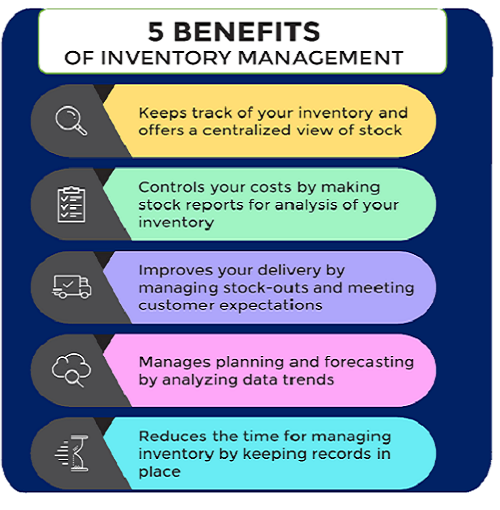 5 BENEFITS
OF INVENTORY MANAGEMENT
Keeps track of your inventory and
offers a centralized view of stock
Controls your costs by making
stock reports for analysis of your
inventory
Improves your delivery by
managing stock-outs and meeting
customer expectations
Manages planning and forecasting
by analyzing data trends
Reduces the time for managing
inventory by keeping records in
place